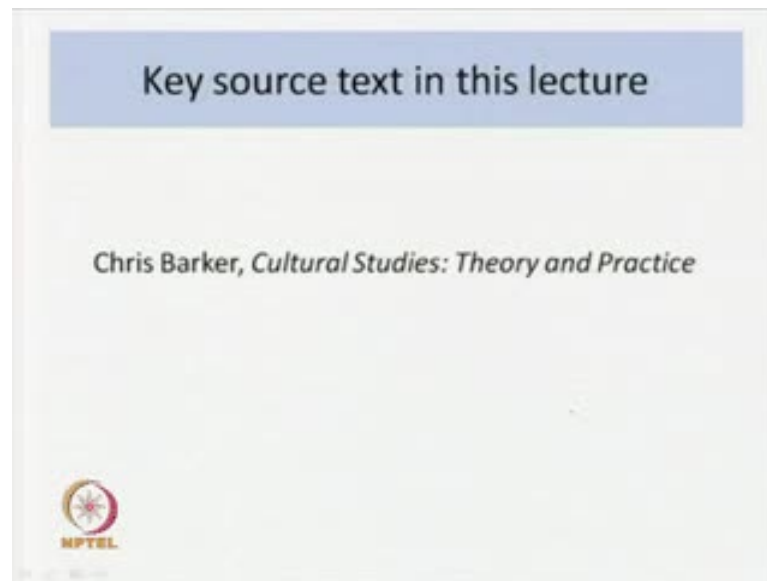 Key source text in this lecture
Chris Barker, Cultural Studies: Theory and Practice
NPTEL